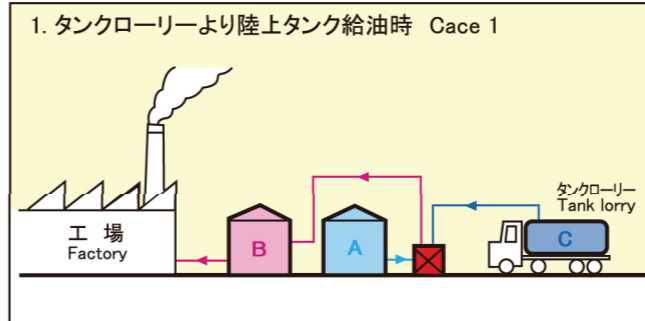 1. タンクローリーより陸上タンク給油時 Cace 1
タンクローリー
Tank lorry
工 場
Factory
B
A
C